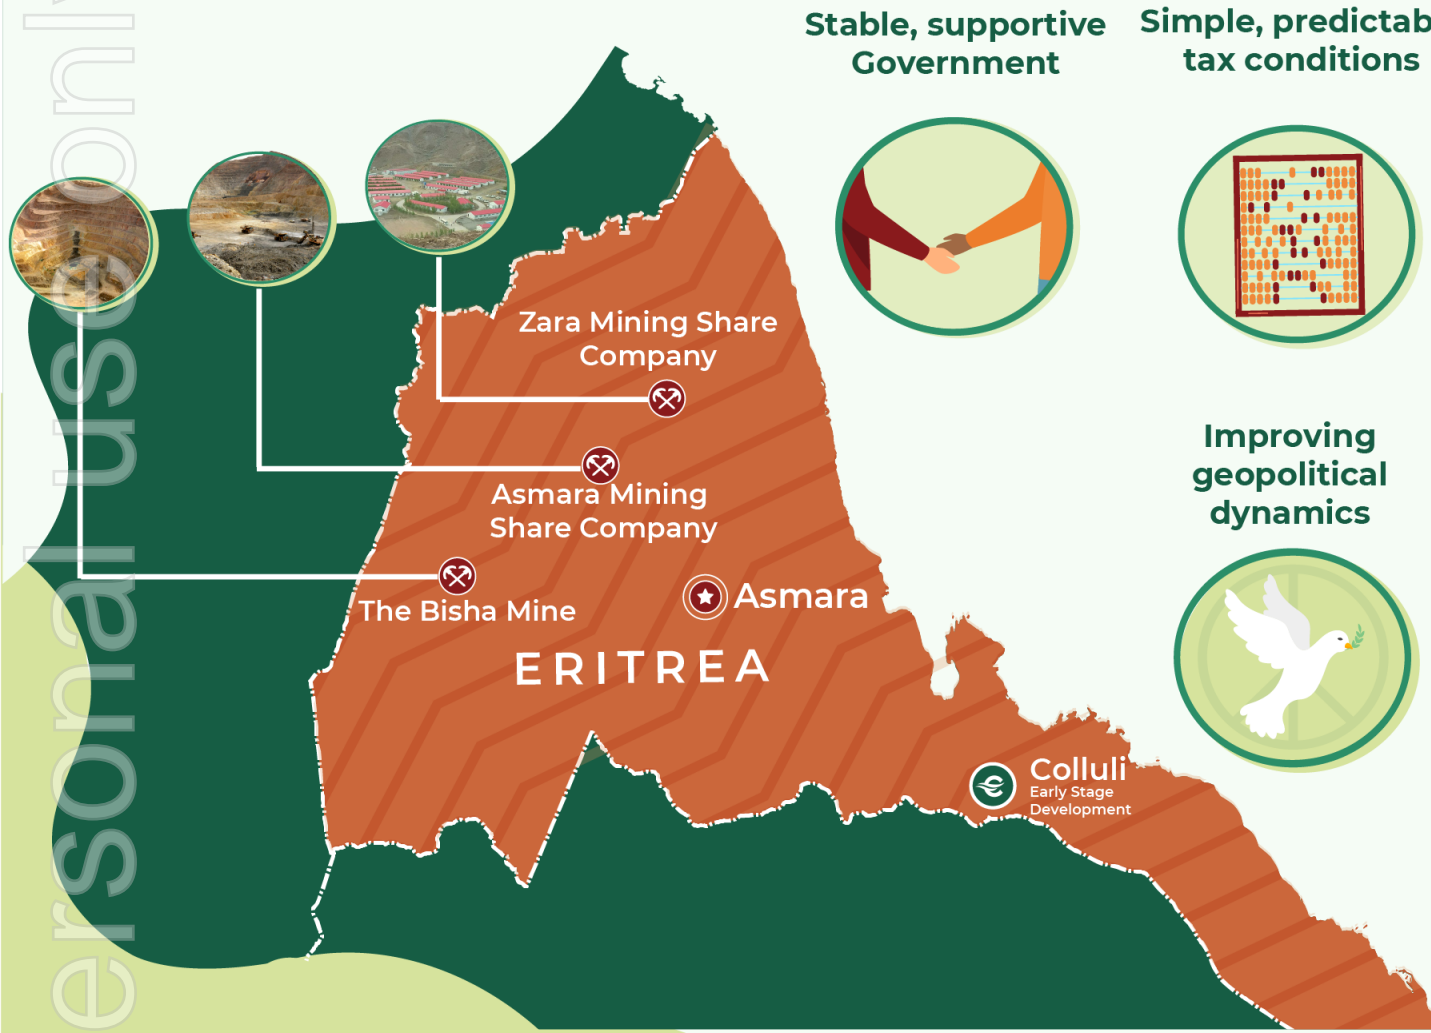 Stable, supportive
Government
Simple, predictab
tax conditions
Zara Mining Share
Company
Asmara Mining
Share Company
The Bisha Mine
Asmara
ERITREA
Improving
geopolitical
dynamics
Colluli
Early Stage
Development
ersonal use onl